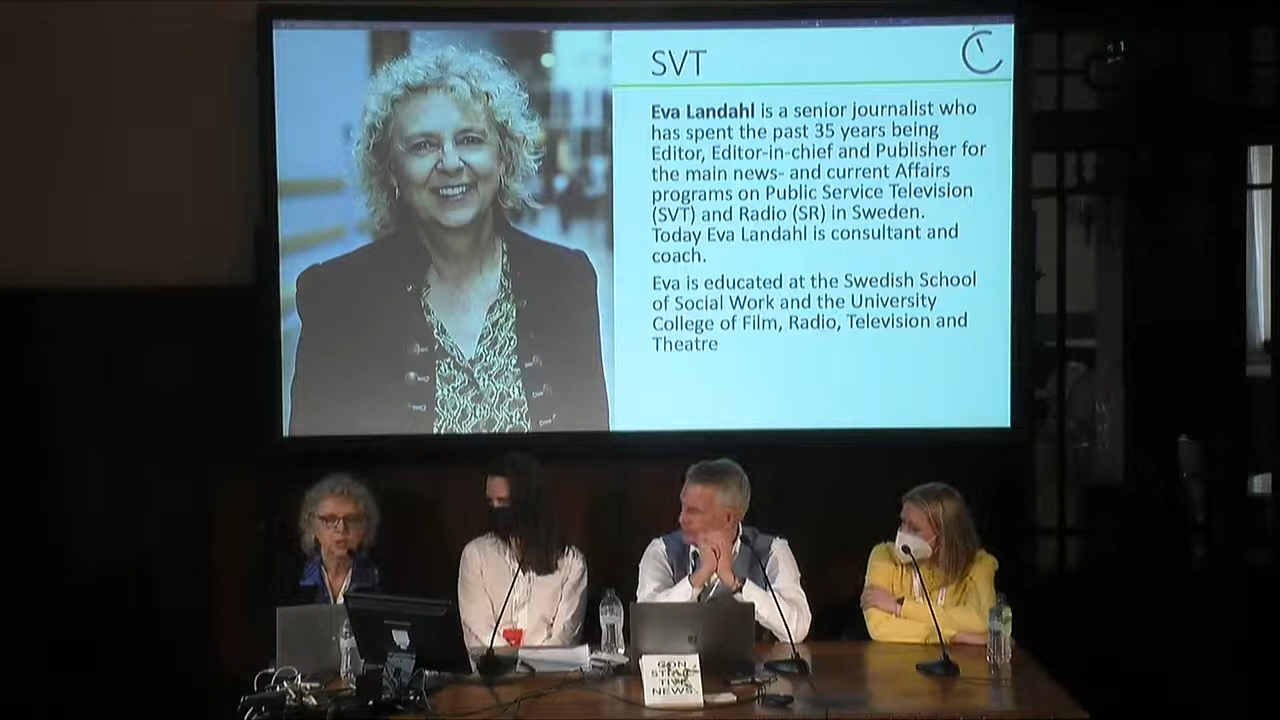 SVT
Eva Landahl is a senior journalist who
has spent the past 35 years being
Editor, Editor-in-chief and Publisher for
the main news- and current Affairs
programs on Public Service Television
(SVT) and Radio (SR) in Sweden.
Today Eva Landahl is consultant and
coach.
Eva is educated at the Swedish School
of Social Work and the University
College of Film, Radio, Television and
Theatre
CON
STRUC
TIVE
NEWS